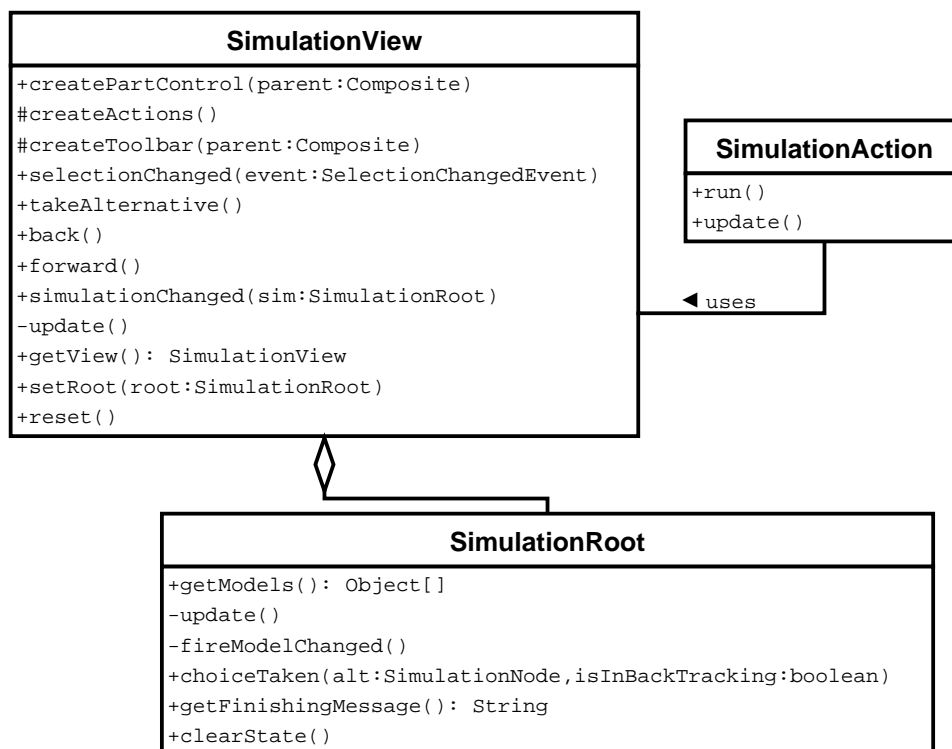 SimulationView
+createPartControl(parent:Composite)
#createActions()
#createToolbar(parent:Composite)
+selectionChanged(event:SelectionChangedEvent)
+takeAlternative()
+back()
+forward()
+simulationChanged(sim:SimulationRoot)
-update()
+getView(): SimulationView
+setRoot(root:SimulationRoot)
+reset()
SimulationAction
+run()
+update()
◄ uses
SimulationRoot
+getModels(): Object[]
-update()
-fireModelChanged()
+choiceTaken(alt:SimulationNode,isInBackTracking:boolean)
+getFinishingMessage(): String
+clearState()